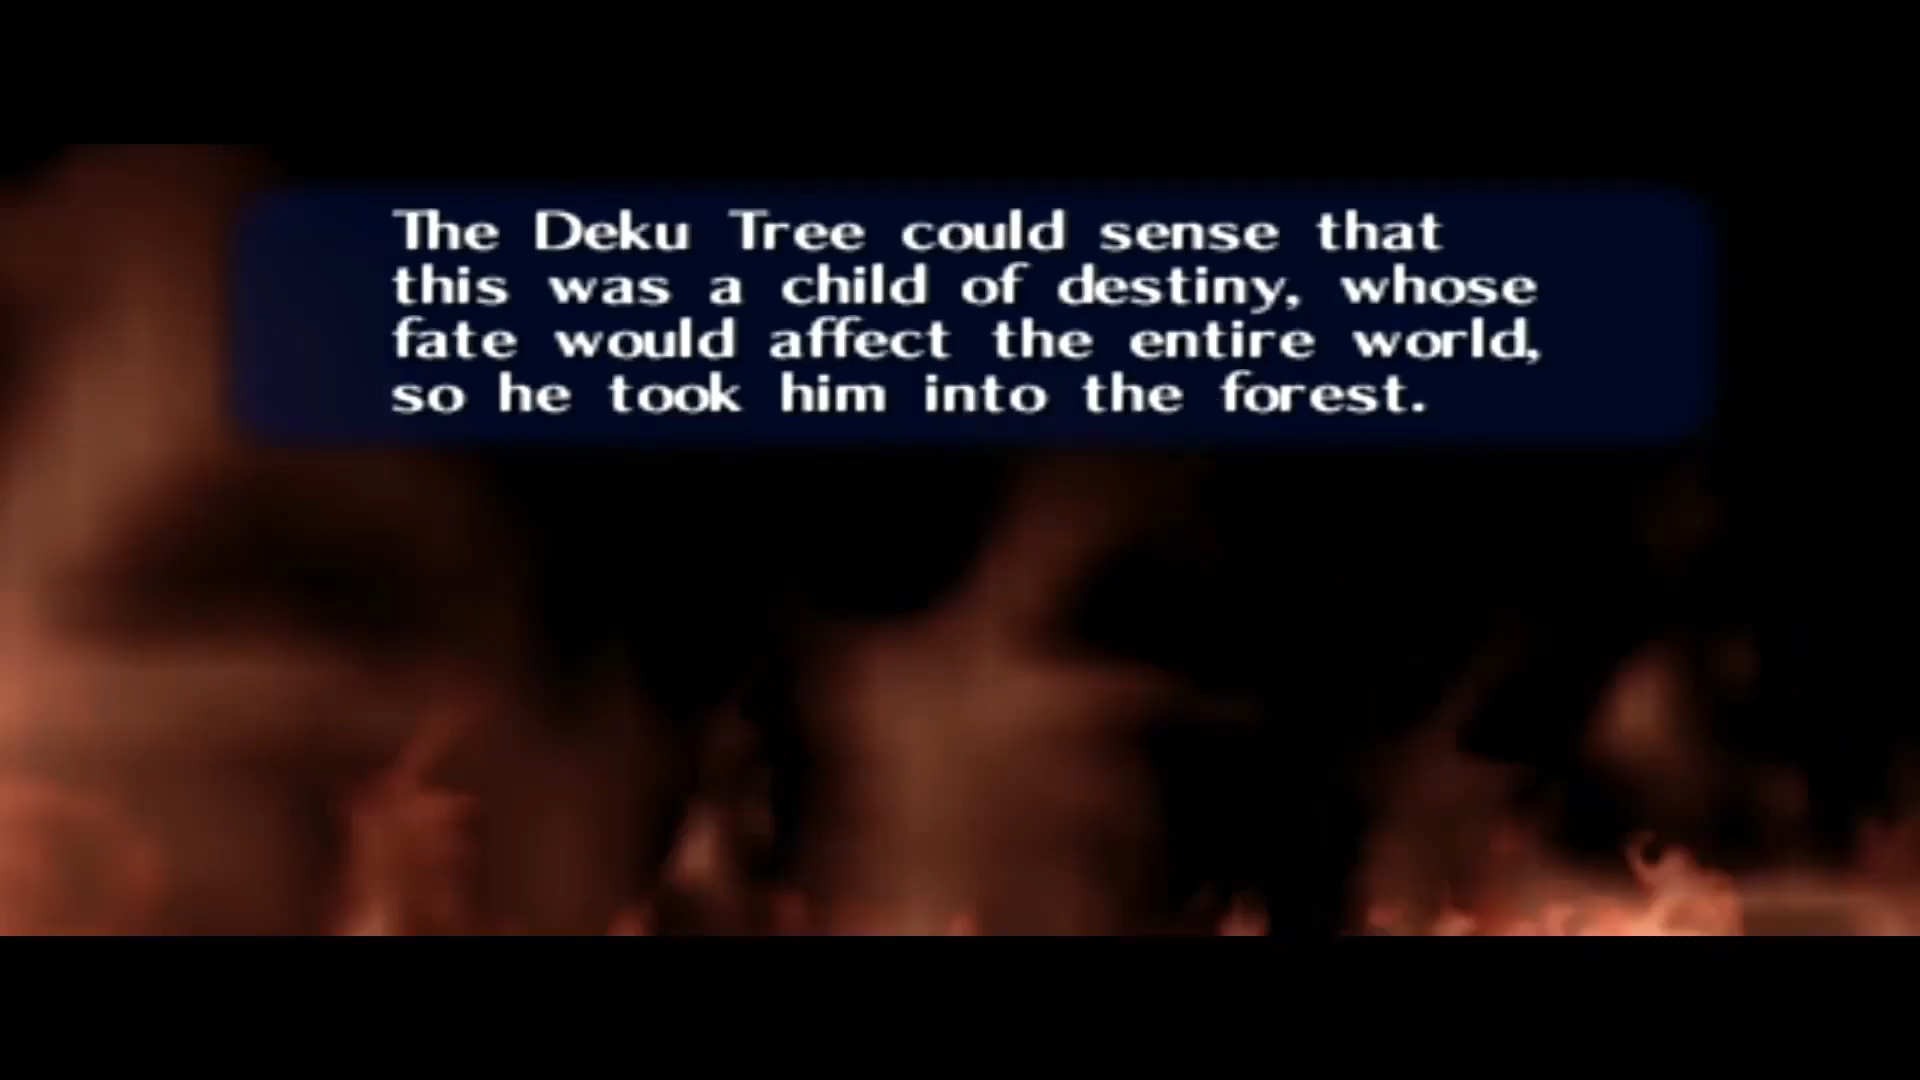 The Deku Tree could sense that
this was a child of destiny, whose
fate would affect the entire world,
so he took him into the forest.